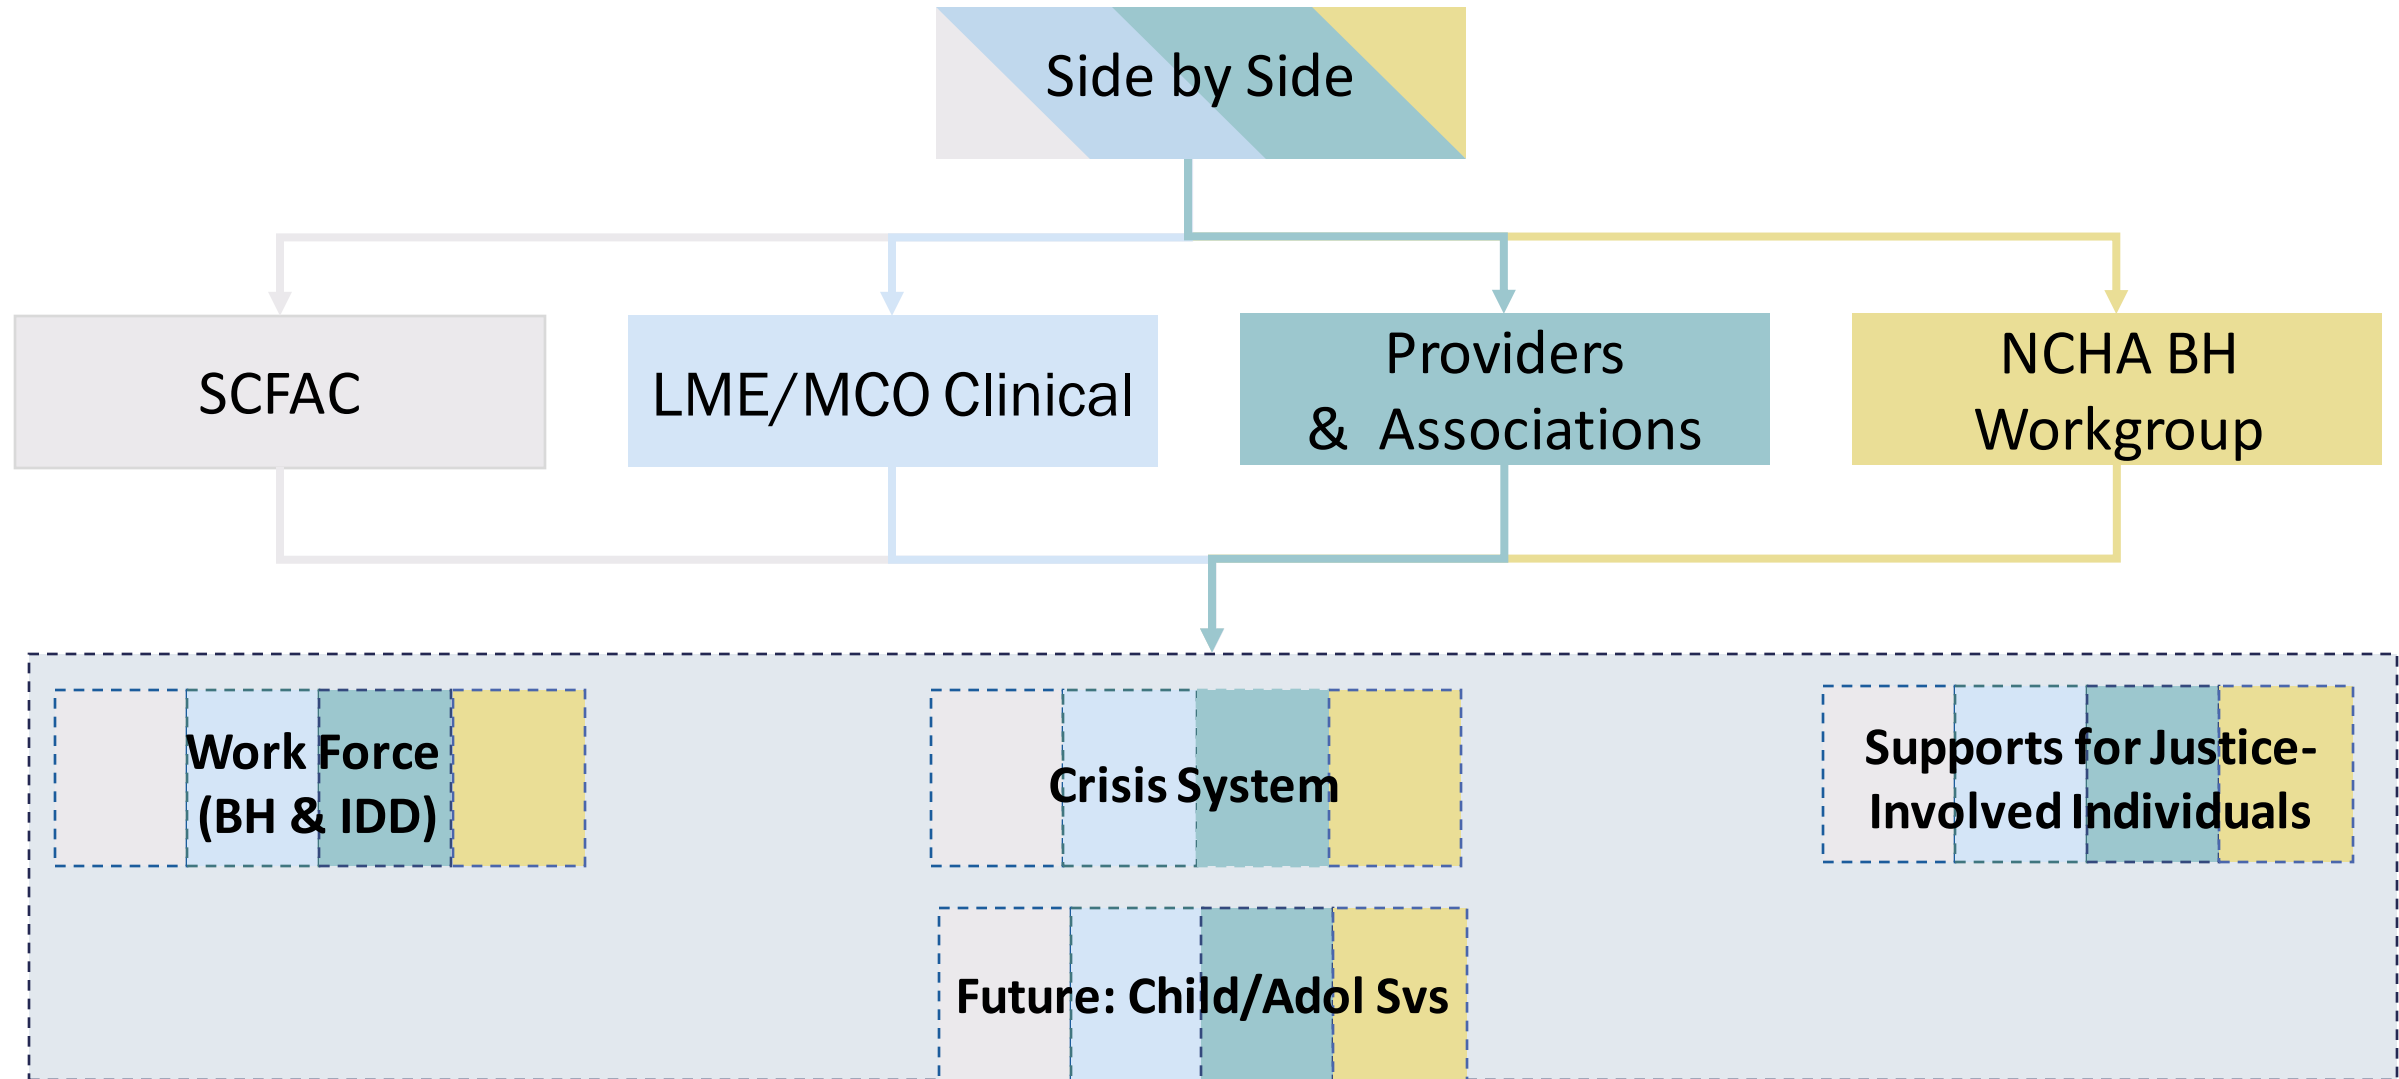 Side by Side
SCFAC
LME/MCO Clinical
Providers
& Associations
NCHA BH
Workgroup
Work Force
(BH & IDD)
Crisis System
Supports for Justice-
Involved Individuals
Future: Child/Adol Svs